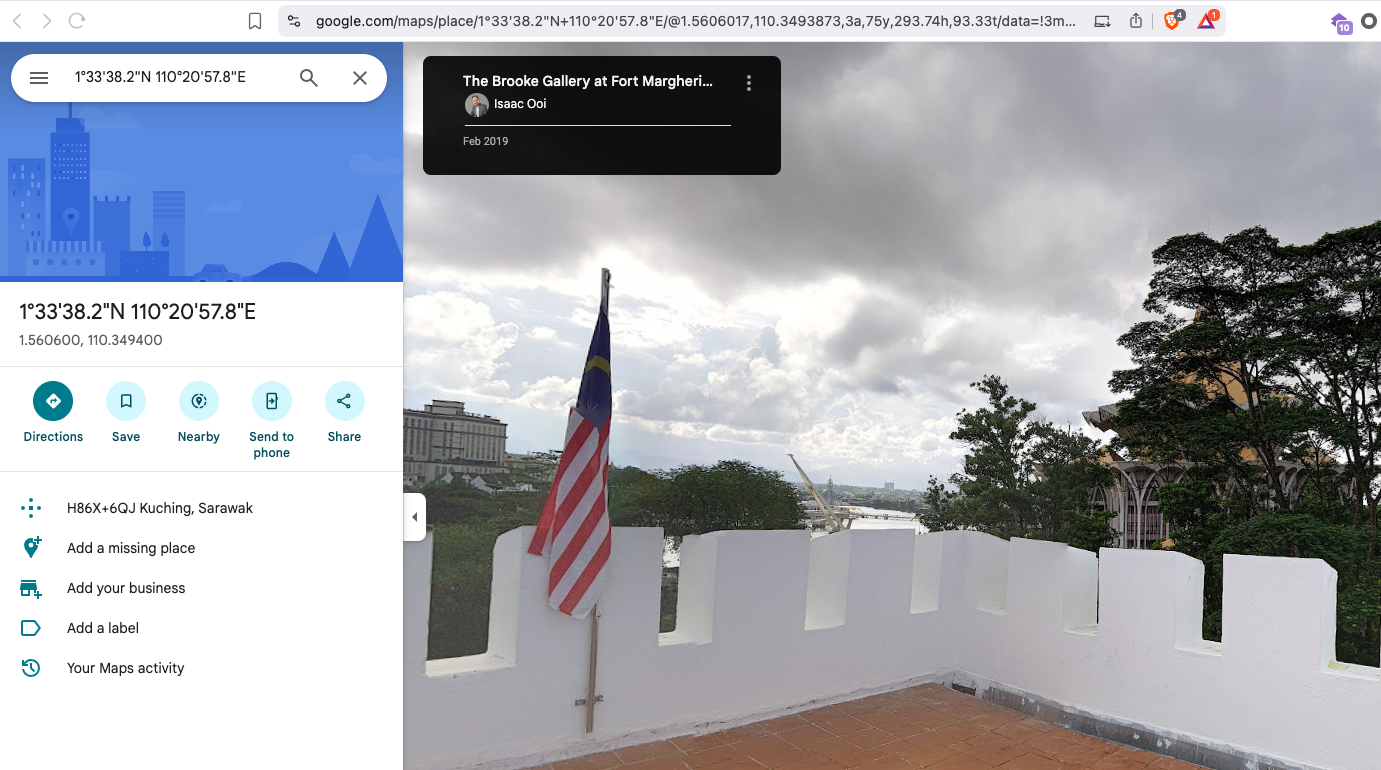 google.com/maps/place/1°33'38.2"N+110°20'57.8"E/@1.5606017,110.3493873,3a,75y,293.74h,93.33t/data=!3m...
4
1
10
1°33'38.2"N 110°20'57.8"E
The Brooke Gallery at Fort Margheri...
Isaac Ooi
Feb 2019
1°33'38.2"N 110°20'57.8"E
1.560600, 110.349400
Directions
Save
Nearby
Send to
phone
Share
H86X+6QJ Kuching, Sarawak
Add a missing place
Add your business
Add a label
Your Maps activity